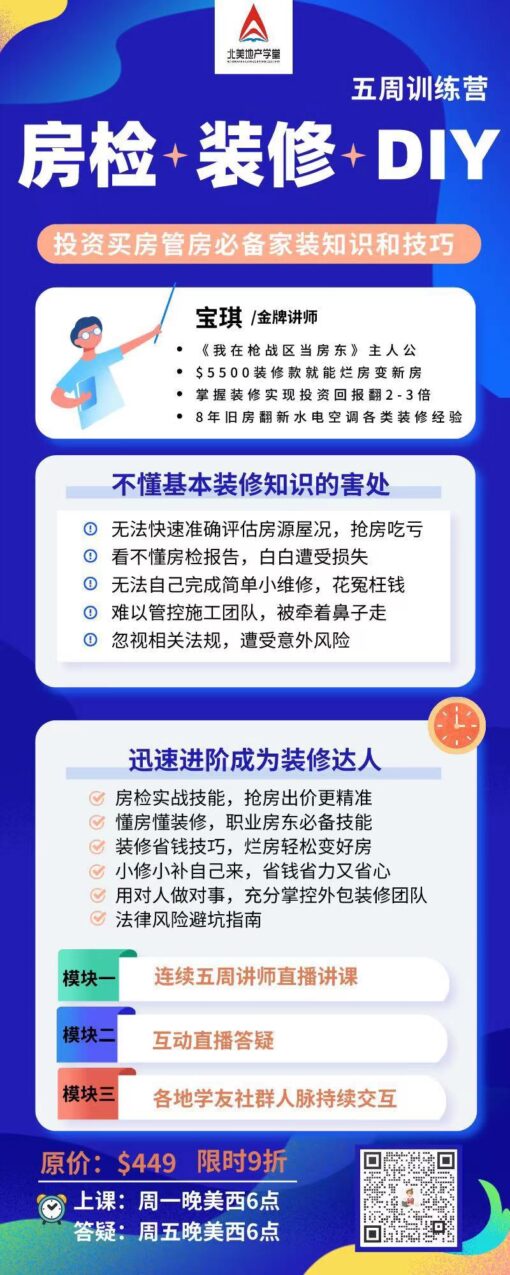 北美地产学堂
五周训练营
房检+装修+DIY
投资买房管房必备家装知识和技巧
宝琪 /金牌讲师
• 《我在枪战区当房东》主人公
• $5500装修款就能烂房变新房
• 掌握装修实现投资回报翻2-3倍
• 8年旧房翻新水电空调各类装修经验
不懂基本装修知识的害处
无法快速准确评估房源屋况，抢房吃亏
看不懂房检报告，白白遭受损失
无法自己完成简单小维修，花冤枉钱
难以管控施工团队，被牵着鼻子走
忽视相关法规，遭受意外风险
迅速进阶成为装修达人
房检实战技能，抢房出价更精准
懂房懂装修，职业房东必备技能
装修省钱技巧，烂房轻松变好房
小修小补自己来，省钱省力又省心
用对人做对事，充分掌控外包装修团队
法律风险避坑指南
模块一 连续五周讲师直播讲课
模块二 互动直播答疑
模块三 各地学友社群人脉持续交互
原价：$449 限时9折
上课：周一晚美西6点
答疑：周五晚美西6点